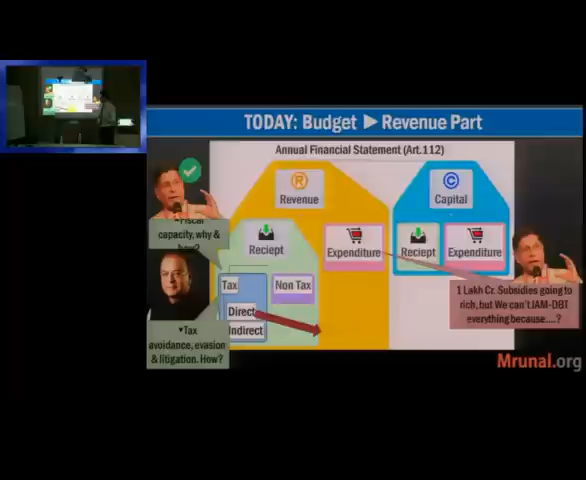 TODAY: Budget ▶ Revenue Part
Annual Financial Statement (Art.112)
® 
Revenue
©
Capital
Fiscal
capacity, why &
how?
Reciept
Expenditure
Reciept
Expenditure
Tax
Non Tax
Direct
Indirect
1 Lakh Cr. Subsidies going to
rich, but We can't JAM-DBT
everything because....?
▾Tax
avoidance, evasion
& litigation. How?
Mrunal.org